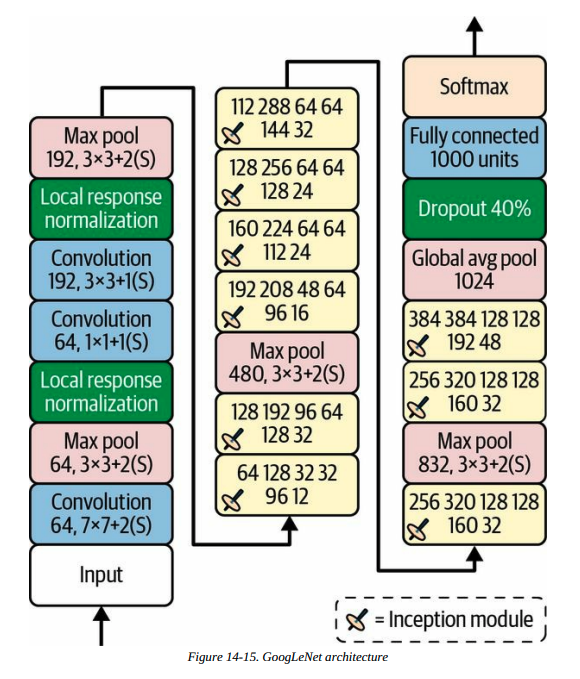 Max pool
192, 3×3+2(S)
Local response
normalization
Convolution
192, 3×3+1(S)
Convolution
64, 1×1+1(S)
Local response
normalization
Max pool
64, 3×3+2(S)
Convolution
64, 7×7+2(S)
Input
112 288 64 64
144 32
128 256 64 64
128 24
160 224 64 64
112 24
192 208 48 64
96 16
Max pool
480, 3×3+2(S)
128 192 96 64
128 32
64 128 32 32
96 12
Softmax
Fully connected
1000 units
Dropout 40%
Global avg pool
1024
384 384 128 128
192 48
256 320 128 128
160 32
Max pool
832, 3×3+2(S)
256 320 128 128
160 32
= Inception module
Figure 14-15. GoogLeNet architecture